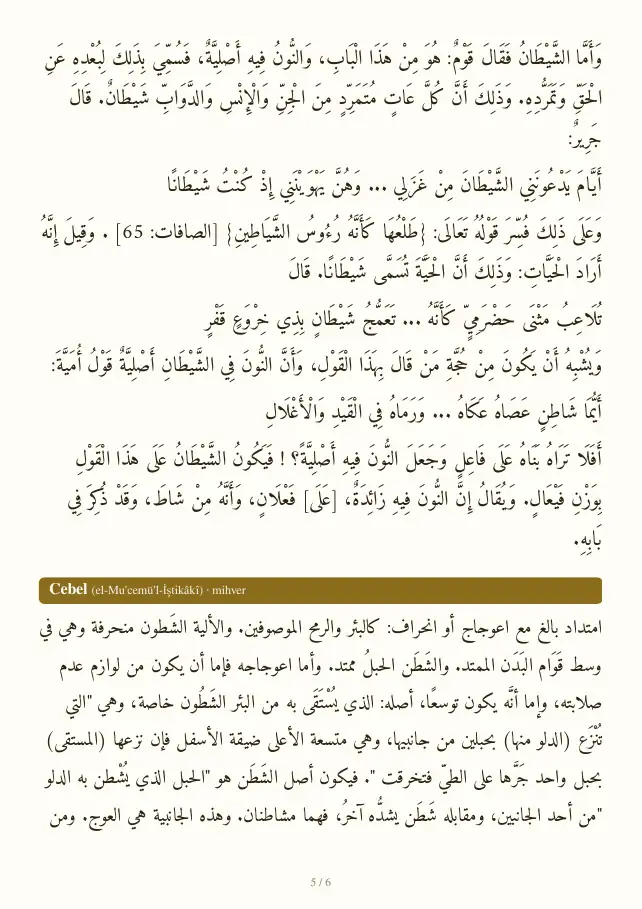 وَأَمَّا الشَّيْطَانُ فَقَالَ قَوْمٌ: هُوَ مِنْ هَذَا الْبَابِ، وَالنُّونُ فِيهِ أَصْلِيَّةٌ، فَسُمِّيَ بِذَلِكَ لِبُعْدِهِ عَنِ
الْحَقِّ وَتَمَرُّدِهِ. وَذَلِكَ أَنَّ كُلَّ عَاتٍ مُتَمَرِّدٍ مِنَ الْجِنِّ وَالْإِنْسِ وَالدَّوَابِّ شَيْطَانٌ. قَالَ
جَرِيرٌ:
أَيَّامَ يَدْعُونَنِي الشَّيْطَانَ مِنْ غَزَلِي ... وَهُنَّ يَهْوَيْنَنِي إِذْ كُنْتُ شَيْطَانًا
وَعَلَى ذَلِكَ فُسِّرَ قَوْلُهُ تَعَالَى: {طَلْعُهَا كَأَنَّهُ رُءُوسُ الشَّيَاطِينِ} [الصافات: 65] . وَقِيلَ إِنَّهُ
أَرَادَ الْحَيَّاتِ: وَذَلِكَ أَنَّ الْحَيَّةَ تُسَمَّى شَيْطَانًا. قَالَ
تُلَاعِبُ مَثْنَى حَضْرَمِيٍّ كَأَنَّهُ ... تَعَمُّجُ شَيْطَانٍ بِذِي خِرْوَعٍ قَفْرٍ
وَيُشْبِهُ أَنْ يَكُونَ مِنْ حُجَّةِ مَنْ قَالَ بِهَذَا الْقَوْلِ، وَأَنَّ النُّونَ فِي الشَّيْطَانِ أَصْلِيَّةٌ قَوْلُ أُمَيَّةَ:
أَيُّمَا شَاطِنٍ عَصَاهُ عَكَاهُ ... وَرَمَاهُ فِي الْقَيْدِ وَالْأَغْلَالِ
أَفَلَا تَرَاهُ بَنَاهُ عَلَى فَاعِلٍ وَجَعَلَ النُّونَ فِيهِ أَصْلِيَّةً؟ ! فَيَكُونُ الشَّيْطَانُ عَلَى هَذَا الْقَوْلِ
بِوَزْنِ فَيْعَالٍ. وَيُقَالُ إِنَّ النُّونَ فِيهِ زَائِدَةٌ، [عَلَى] فَعْلَانٍ، وَأَنَّهُ مِنْ شَاطَ، وَقَدْ ذُكِرَ فِي
بَابِهِ.
Cebel (el-Mu'cemü'l-İştikâkî) · mihver
امتداد بالغ مع اعوجاج أو انحراف: كالبئر والرمح الموصوفين. والألية الشَطون منحرفة وهي في
وسط قَوَام البَدَن الممتد. والشَطَن الحبلُ ممتد. وأما اعوجاجه فإما أن يكون من لوازم عدم
صلابته، وإما أنَّه يكون توسعًا، أصله: الذي يُسْتَقَى به من البئر الشَطُون خاصة، وهي "التي
تُنْزَع (الدلو منها) بحبلين من جانبيها، وهي متسعة الأعلى ضيقة الأسفل فإن نزعها (المستقى)
بحبل واحد جَرَّها على الطيّ فتخرقت ". فيكون أصل الشَطَن هو "الحبل الذي يُشْطن به الدلو
"من أحد الجانبين، ومقابله شَطَن يشدُّه آخرُ، فهما مشاطنان. وهذه الجانبية هي العوج. ومن
5 / 6